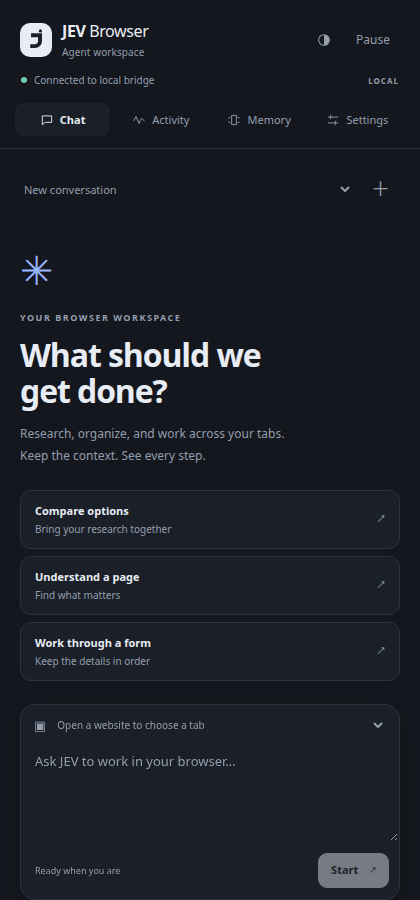 JEV Browser
Agent workspace
Pause
Connected to local bridge
LOCAL
Chat
Activity
Memory
Settings
New conversation
YOUR BROWSER WORKSPACE
What should we
get done?
Research, organize, and work across your tabs.
Keep the context. See every step.
Compare options
Bring your research together
Understand a page
Find what matters
Work through a form
Keep the details in order
Open a website to choose a tab
Ask JEV to work in your browser...
Ready when you are
Start